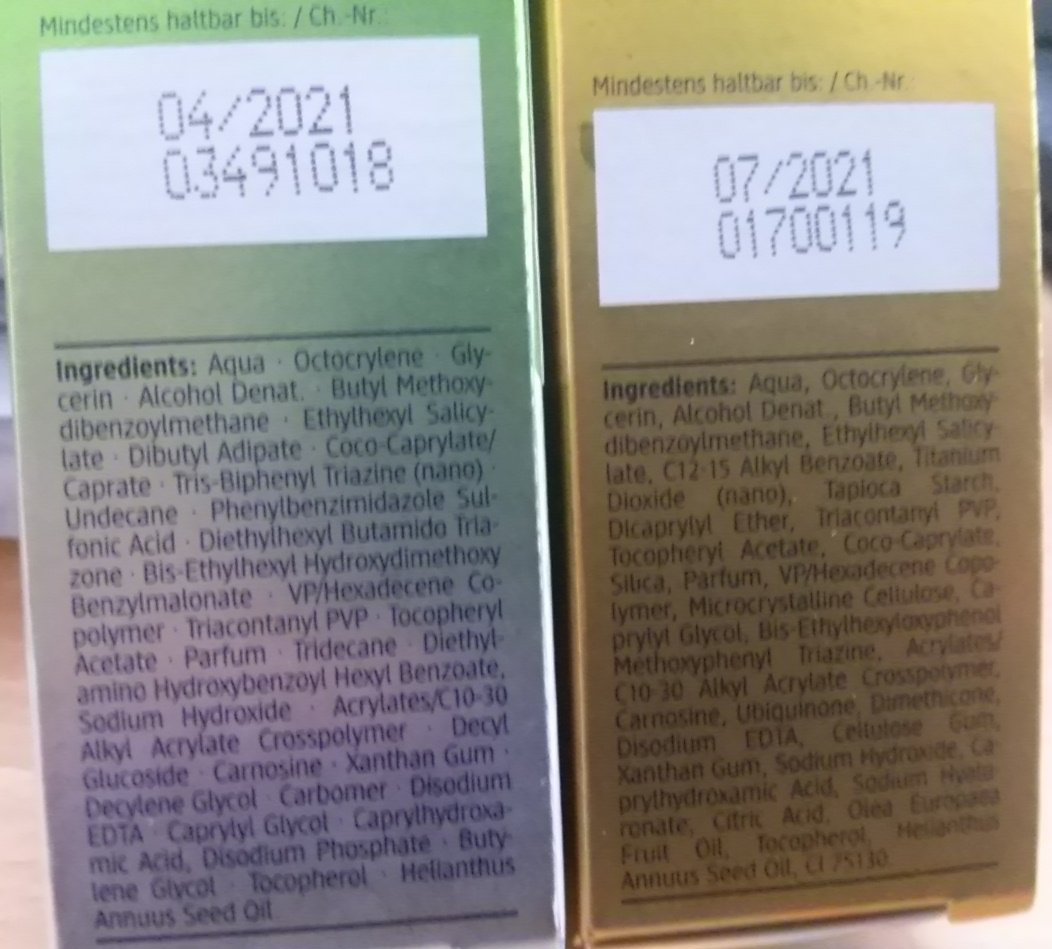 Mindestens haltbar bis: / Ch.-Nr.:
04/2021
03491018
Ingredients: Aqua · Octocrylene · Gly-
cerin · Alcohol Denat. · Butyl Methoxy-
dibenzoylmethane · Ethylhexyl Salicy-
late · Dibutyl Adipate · Coco-Caprylate/
Caprate · Tris-Biphenyl Triazine (nano) ·
Undecane · Phenylbenzimidazole Sul-
fonic Acid · Diethylhexyl Butamido Tria-
zone · Bis-Ethylhexyl Hydroxydimethoxy
Benzylmalonate · VP/Hexadecene Co-
polymer · Triacontanyl PVP · Tocopheryl
Acetate · Parfum · Tridecane · Diethyl-
amino Hydroxybenzoyl Hexyl Benzoate,
Sodium Hydroxide · Acrylates/C10-30
Alkyl Acrylate Crosspolymer · Decyl
Glucoside · Carnosine · Xanthan Gum ·
Decylene Glycol · Carbomer · Disodium
EDTA · Caprylyl Glycol · Caprylhydroxa-
mic Acid, Disodium Phosphate · Buty-
lene Glycol · Tocopherol · Helianthus
Annuus Seed Oil
Mindestens haltbar bis: / Ch.-Nr.:
07/2021
01700119
Ingredients: Aqua, Octocrylene, Gly-
cerin, Alcohol Denat., Butyl Methoxy-
dibenzoylmethane, Ethylhexyl Salicy-
late, C12-15 Alkyl Benzoate, Titanium
Dioxide (nano), Tapioca Starch,
Dicaprylyl Ether, Triacontanyl PVP,
Tocopheryl Acetate, Coco-Caprylate,
Silica, Parfum, VP/Hexadecene Copo-
lymer, Microcrystalline Cellulose, Ca-
prylyl Glycol, Bis-Ethylhexyloxyphenol
Methoxyphenyl Triazine, Acrylates/
C10-30 Alkyl Acrylate Crosspolymer,
Carnosine, Ubiquinone, Dimethicone,
Disodium EDTA, Cellulose Gum,
Xanthan Gum, Sodium Hydroxide, Ca-
prylhydroxamic Acid, Sodium Hyalu-
ronate, Citric Acid, Olea Europaea
Fruit Oil, Tocopherol, Helianthus
Annuus Seed Oil, CI 75130